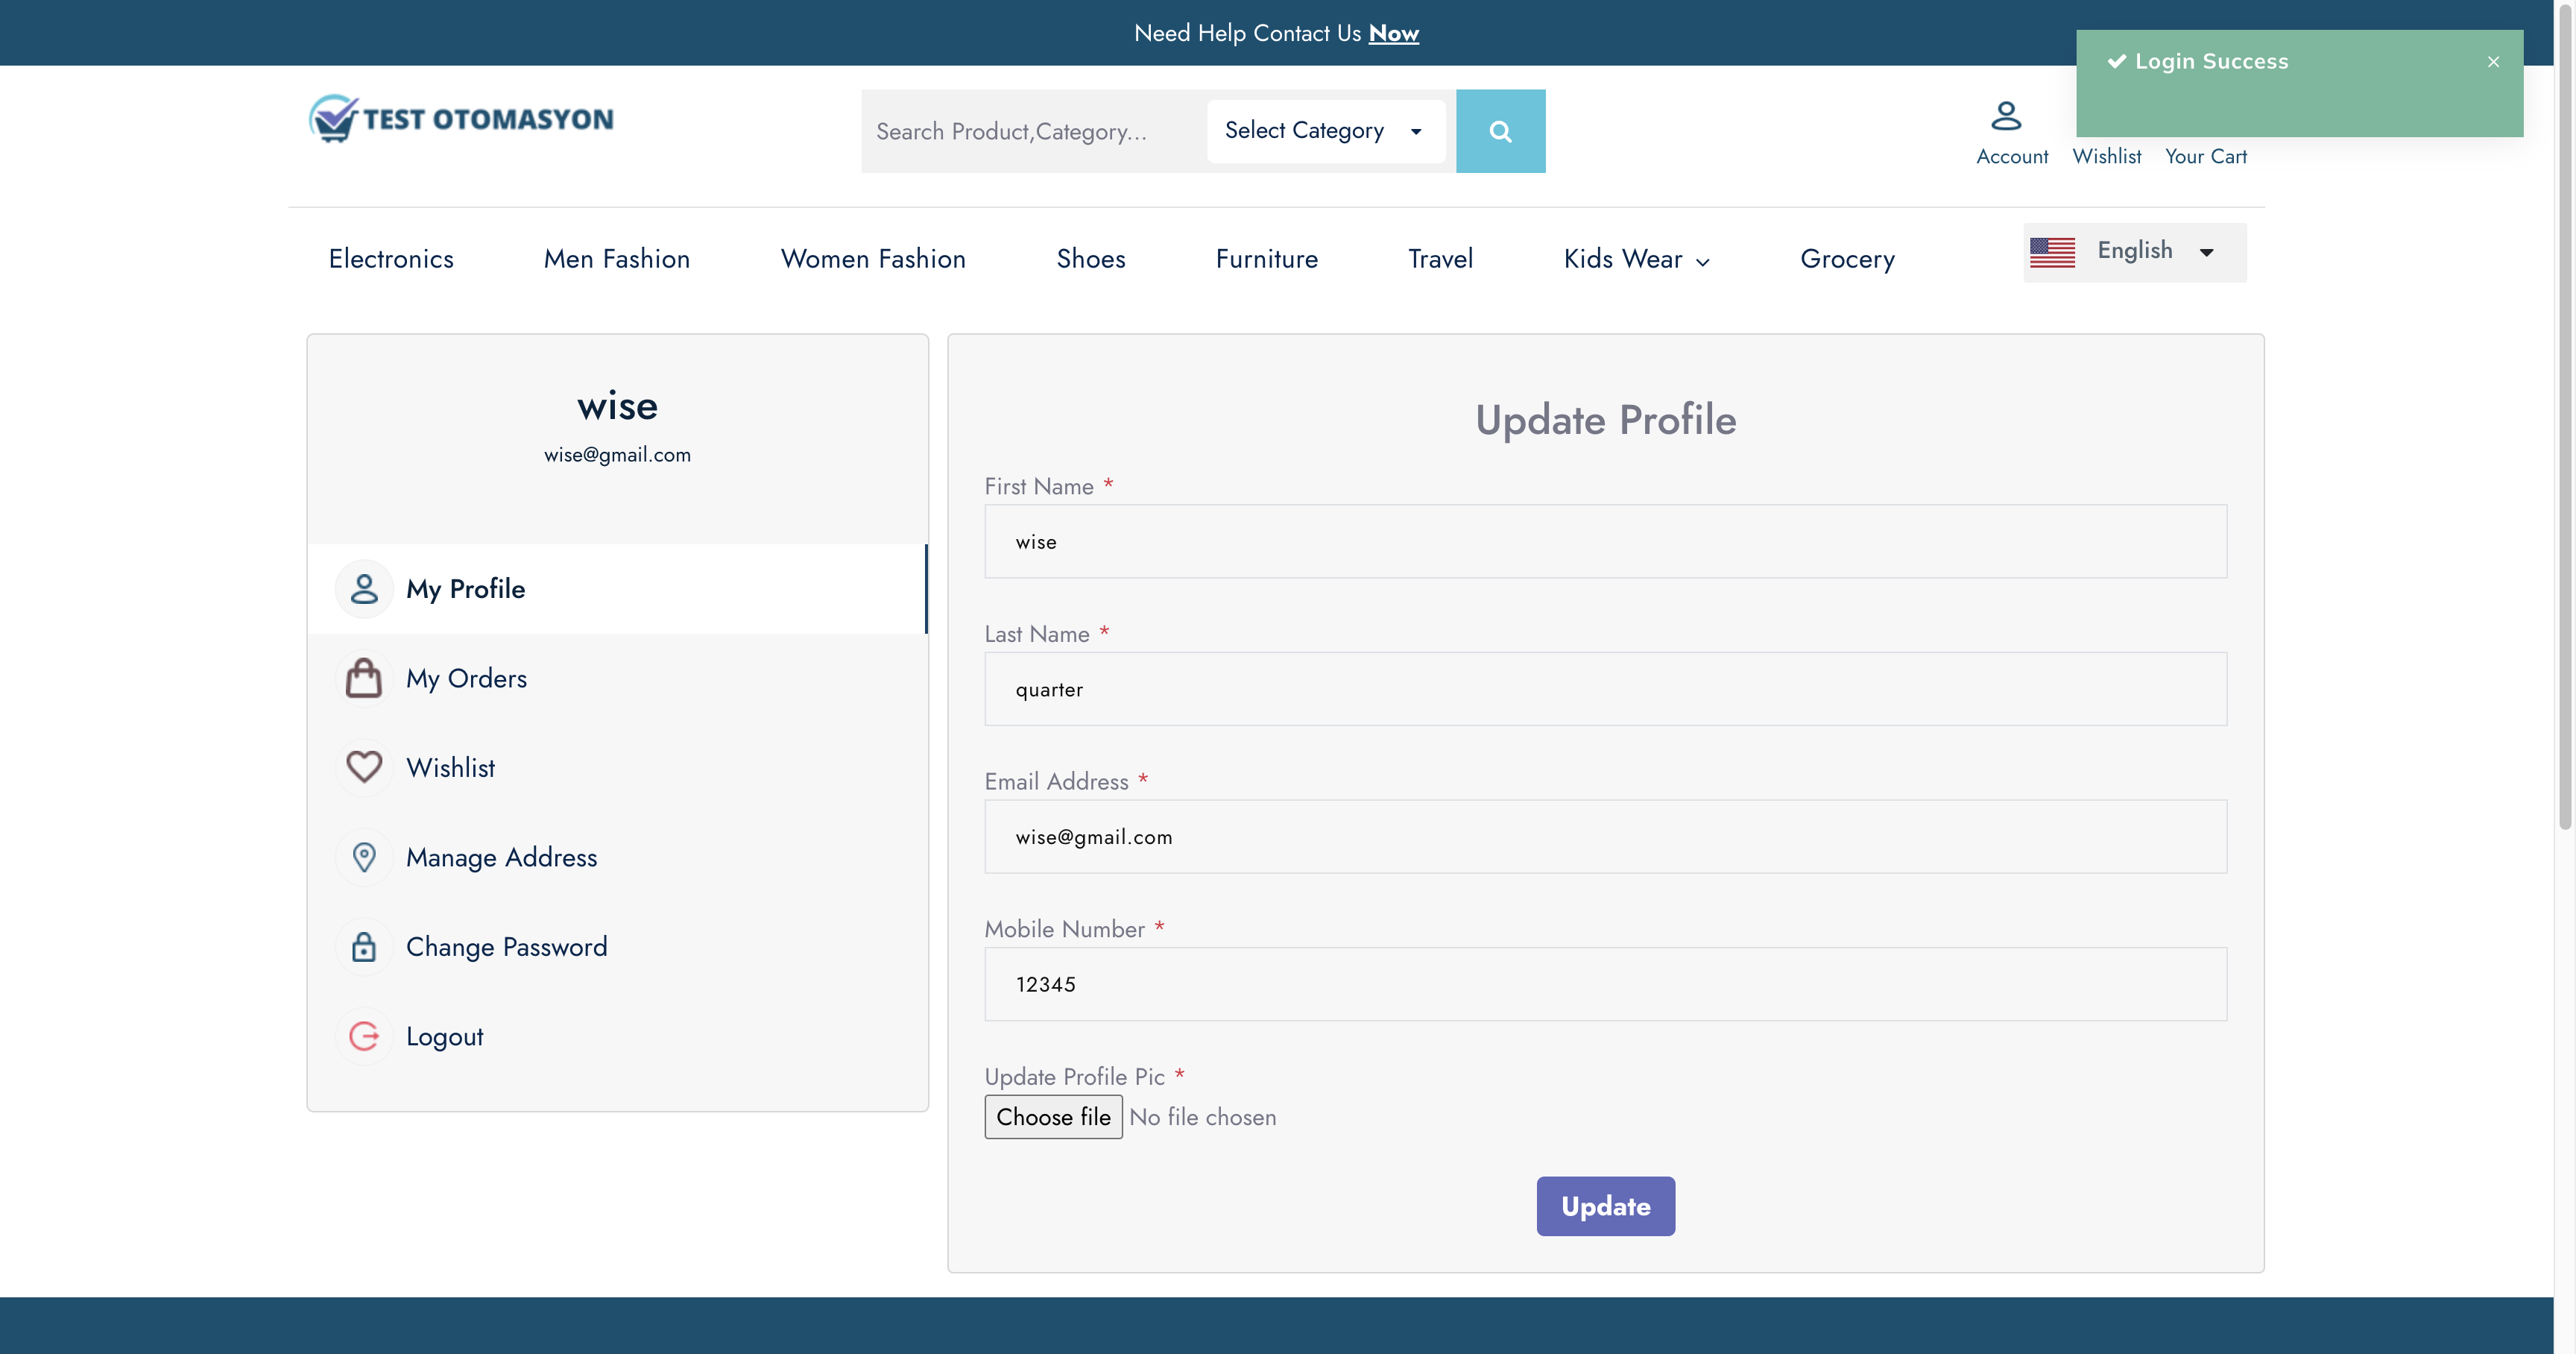 Need Help Contact Us Now
Login Success
TEST OTOMASYON
Search Product,Category...
Select Category
Account
Wishlist
Your Cart
Electronics
Men Fashion
Women Fashion
Shoes
Furniture
Travel
Kids Wear
Grocery
English
wise
wise@gmail.com
My Profile
My Orders
Wishlist
Manage Address
Change Password
Logout
Update Profile
First Name *
wise
Last Name *
quarter
Email Address *
wise@gmail.com
Mobile Number *
12345
Update Profile Pic *
Choose file No file chosen
Update